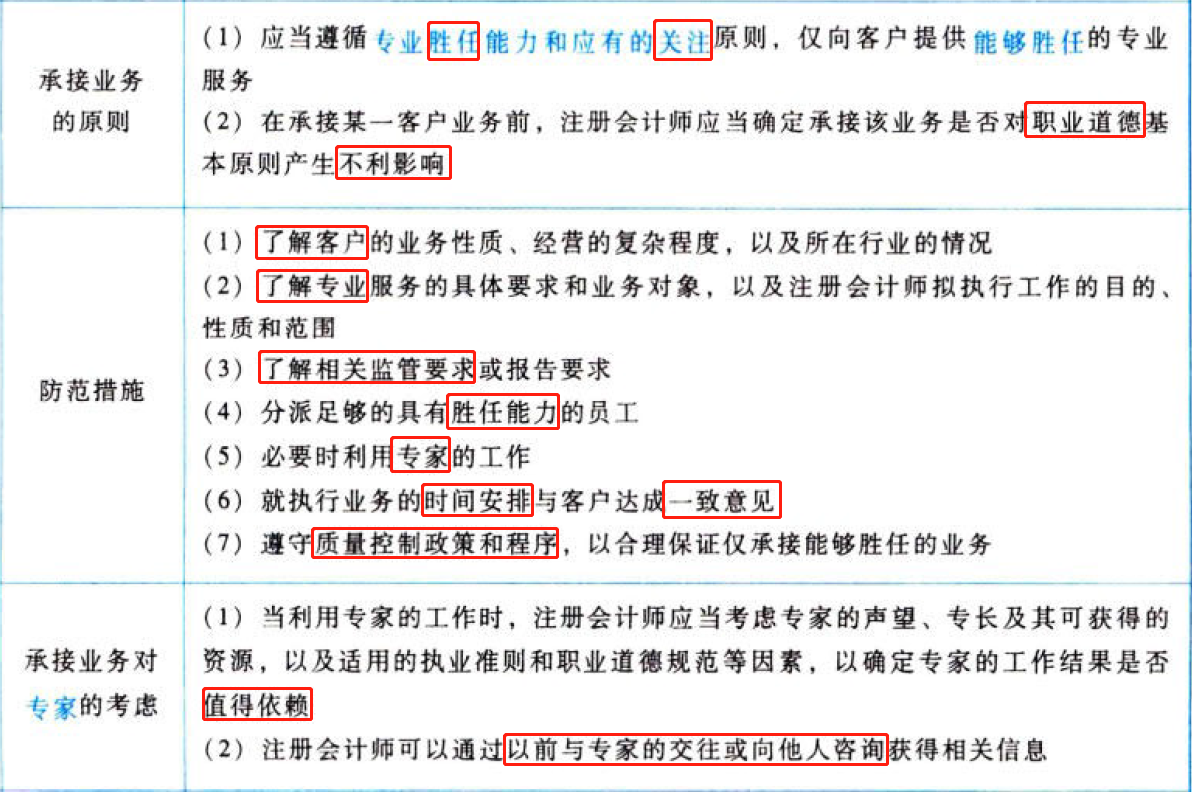 承接业务
的原则
(1) 应当遵循专业胜任能力和应有的关注原则，仅向客户提供能够胜任的专业
服务
(2) 在承接某一客户业务前，注册会计师应当确定承接该业务是否对职业道德基
本原则产生不利影响
防范措施
(1) 了解客户的业务性质、经营的复杂程度，以及所在行业的情况
(2) 了解专业服务的具体要求和业务对象，以及注册会计师拟执行工作的目的、
性质和范围
(3) 了解相关监管要求或报告要求
(4) 分派足够的具有胜任能力的员工
(5) 必要时利用专家的工作
(6) 就执行业务的时间安排与客户达成一致意见
(7) 遵守质量控制政策和程序，以合理保证仅承接能够胜任的业务
承接业务对
专家的考虑
(1) 当利用专家的工作时，注册会计师应当考虑专家的声望、专长及其可获得的
资源，以及适用的执业准则和职业道德规范等因素，以确定专家的工作结果是否
值得依赖
(2) 注册会计师可以通过以前与专家的交往或向他人咨询获得相关信息